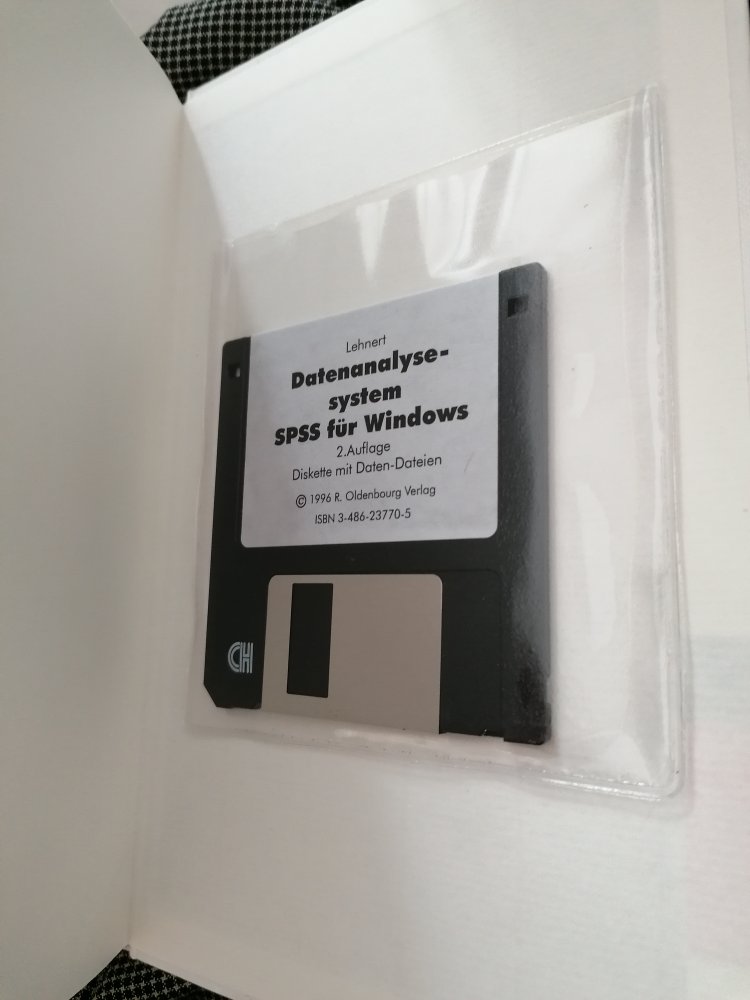 Lehnert
Datenanalyse-
system
SPSS für Windows
2.Auflage
Diskette mit Daten-Dateien
© 1996 R. Oldenbourg Verlag
ISBN 3-486-23770-5